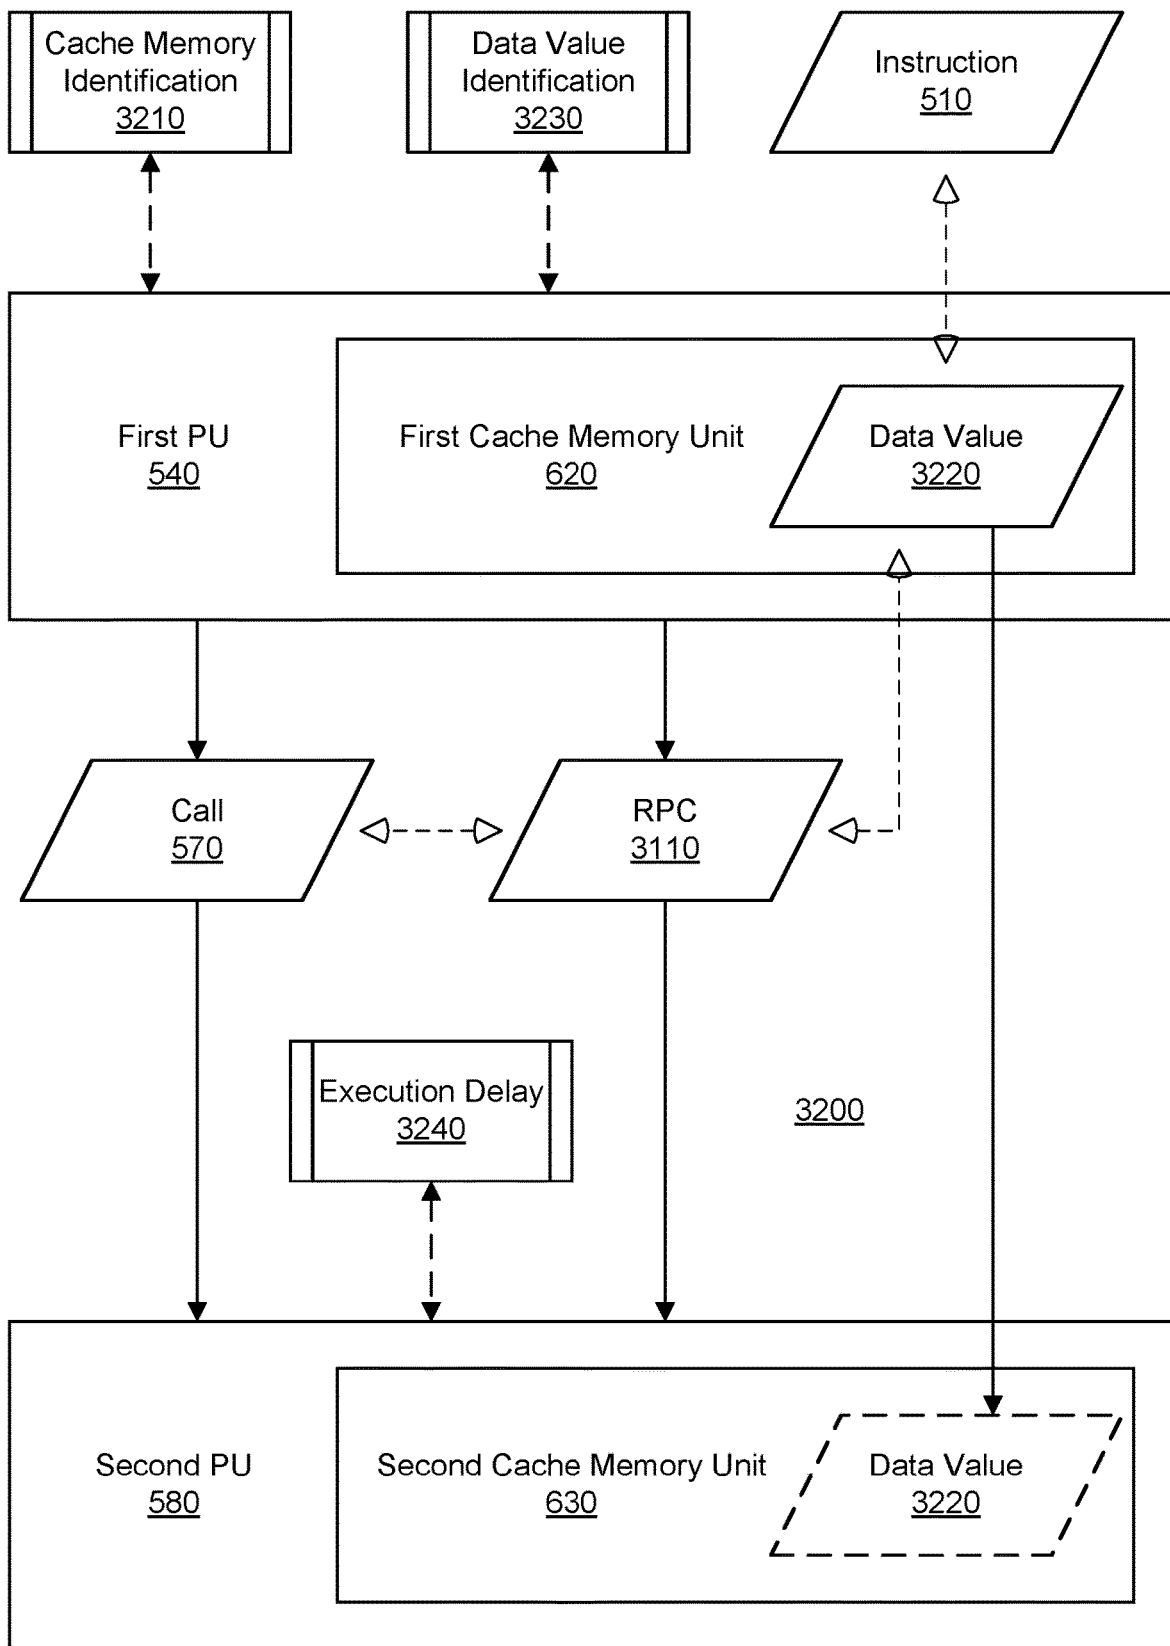 Cache Memory
Identification
3210
Data Value
Identification
3230
Instruction
510
First PU
540
First Cache Memory Unit
620
Data Value
3220
Call
570
RPC
3110
Execution Delay
3240
3200
Second PU
580
Second Cache Memory Unit
630
Data Value
3220